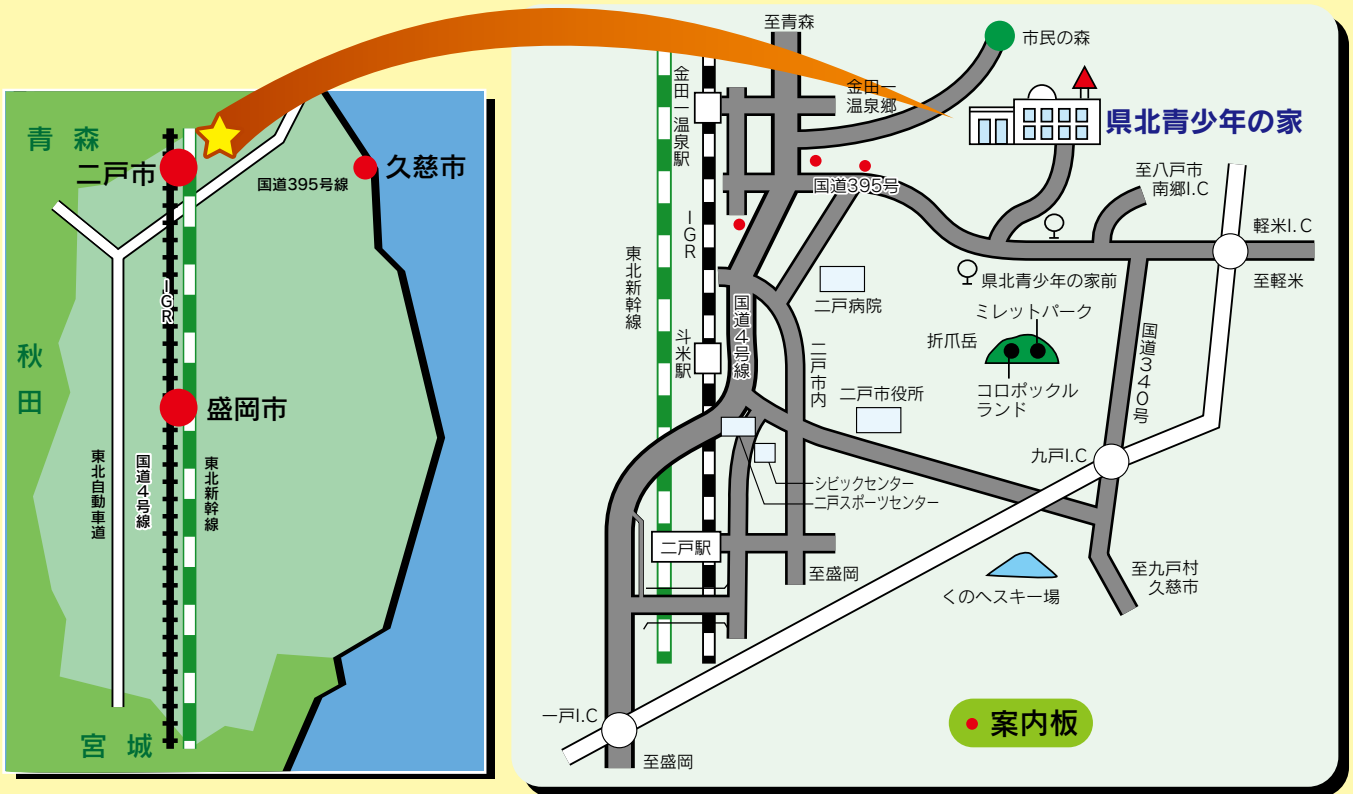 青森
二戸市
国道395号線
久慈市
IGR
秋田
盛岡市
東北自動車道
国道4号線
東北新幹線
宮城
至青森
市民の森
金田一温泉駅
金田一
温泉郷
県北青少年の家
国道395号
至八戸市
南郷I.C
軽米I.C
至軽米
IGR
東北新幹線
県北青少年の家前
二戸病院
国道4号線
ミレットパーク
折爪岳
斗米駅
二戸市内
国道340号
コロポックル
ランド
二戸市役所
九戸I.C
シビックセンター
二戸スポーツセンター
二戸駅
至盛岡
くのヘスキー場
至九戸村
久慈市
一戸I.C
至盛岡
案内板